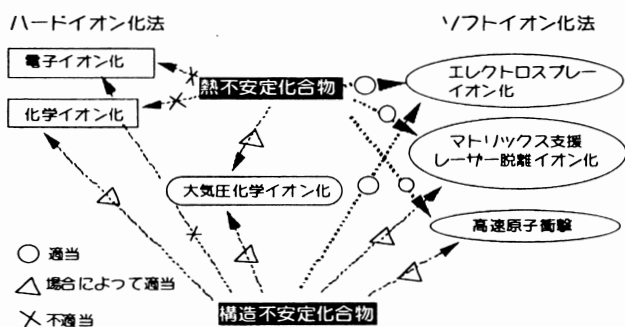 ハードイオン化法
ソフトイオン化法
電子イオン化
熱不安定化合物
エレクトロスプレー
イオン化
化学イオン化
マトリックス支援
レーザー脱離イオン化
大気圧化学イオン化
高速原子衝撃
適当
場合によって適当
不適当
構造不安定化合物